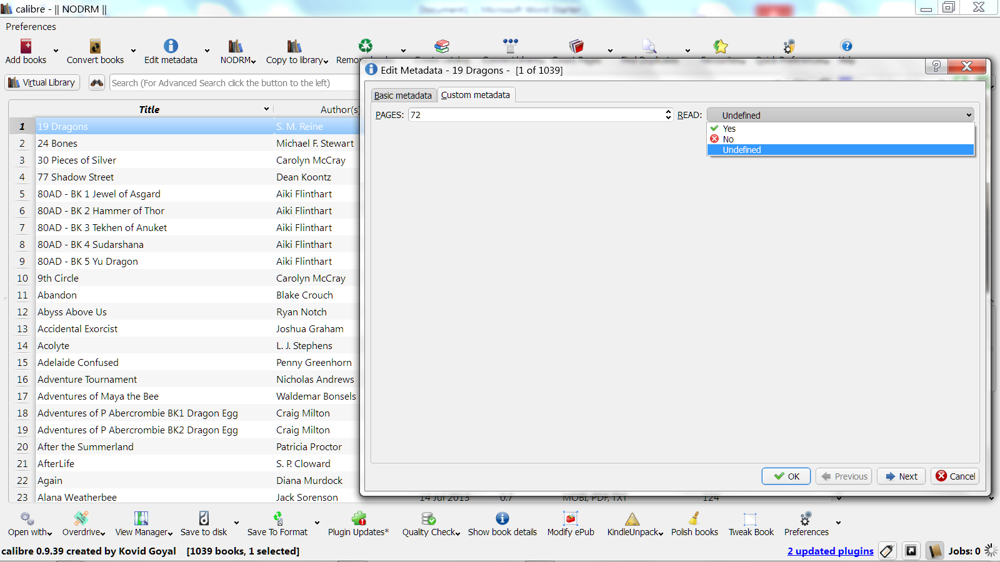 calibre - || NODRM ||
Preferences
Add books
Convert books
Edit metadata
NODRM
Copy to library
Virtual Library
Search (For Advanced Search click the button to the left)
Title Author(s)
1 19 Dragons S. M. Reine
2 24 Bones Michael F. Stewart
3 30 Pieces of Silver Carolyn McCray
4 77 Shadow Street Dean Koontz
5 80AD - BK 1 Jewel of Asgard Aiki Flinthart
6 80AD - BK 2 Hammer of Thor Aiki Flinthart
7 80AD - BK 3 Tekhen of Anuket Aiki Flinthart
8 80AD - BK 4 Sudarshana Aiki Flinthart
9 80AD - BK 5 Yu Dragon Aiki Flinthart
10 9th Circle Carolyn McCray
11 Abandon Blake Crouch
12 Abyss Above Us Ryan Notch
13 Accidental Exorcist Joshua Graham
14 Acolyte L. J. Stephens
15 Adelaide Confused Penny Greenhorn
16 Adventure Tournament Nicholas Andrews
17 Adventures of Maya the Bee Waldemar Bonsels
18 Adventures of P Abercrombie BK1 Dragon Egg Craig Milton
19 Adventures of P Abercrombie BK2 Dragon Egg Craig Milton
20 After the Summerland Patricia Proctor
21 AfterLife S. P. Cloward
22 Again Diana Murdock
23 Alana Weatherbee Jack Sorenson 14 Jul 2013 0.7 MOBI, PDF, TXT 124
Edit Metadata - 19 Dragons - [1 of 1039]
Basic metadata
Custom metadata
PAGES: 72
READ: Undefined
Yes
No
Undefined
OK
Previous
Next
Cancel
Open with
Overdrive
View Manager
Save to disk
Save To Format
Plugin Updates*
Quality Check
Show book details
Modify ePub
KindleUnpack
Polish books
Tweak Book
Preferences
calibre 0.9.39 created by Kovid Goyal [1039 books, 1 selected]
2 updated plugins
Jobs: 0